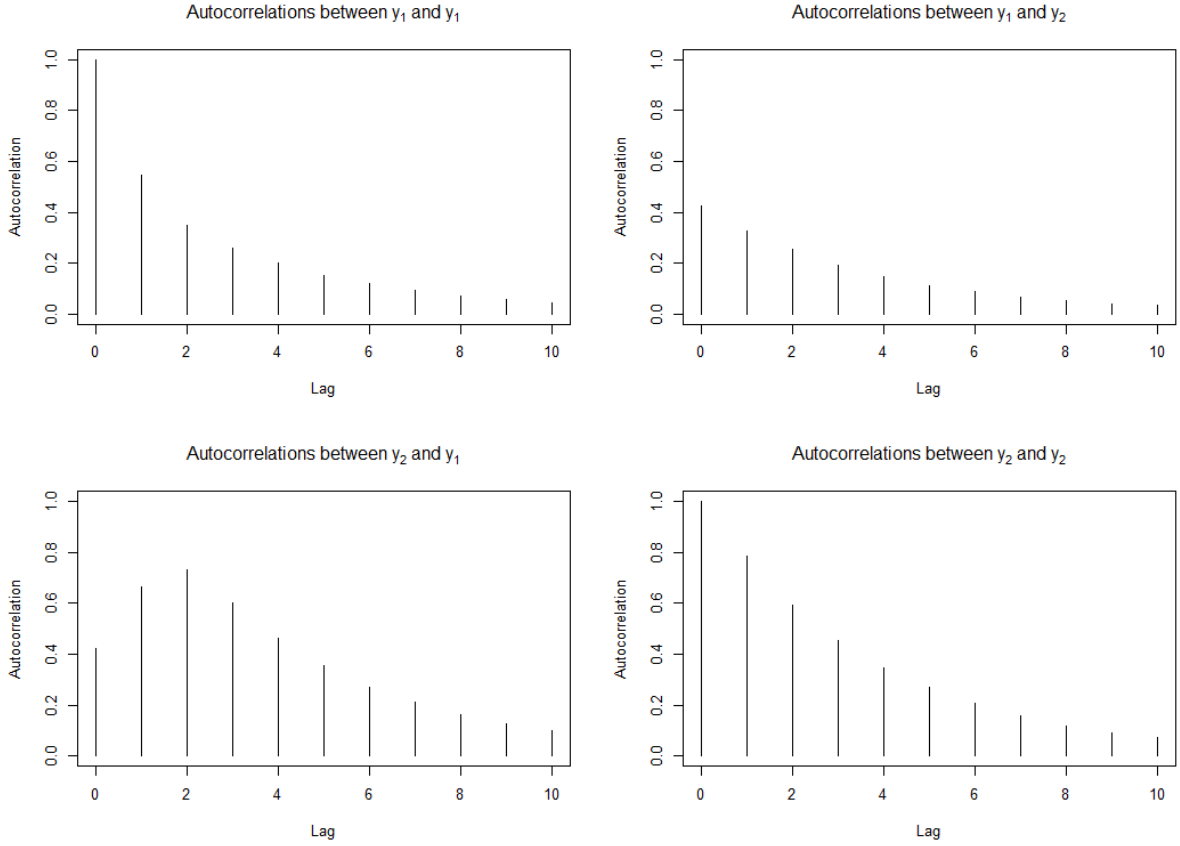 Autocorrelations between y₁ and y₁
Autocorrelation
0.0 0.2 0.4 0.6 0.8 1.0
0 2 4 6 8 10
Lag
Autocorrelations between y₁ and y₂
Autocorrelation
0.0 0.2 0.4 0.6 0.8 1.0
0 2 4 6 8 10
Lag
Autocorrelations between y₂ and y₁
Autocorrelation
0.0 0.2 0.4 0.6 0.8 1.0
0 2 4 6 8 10
Lag
Autocorrelations between y₂ and y₂
Autocorrelation
0.0 0.2 0.4 0.6 0.8 1.0
0 2 4 6 8 10
Lag